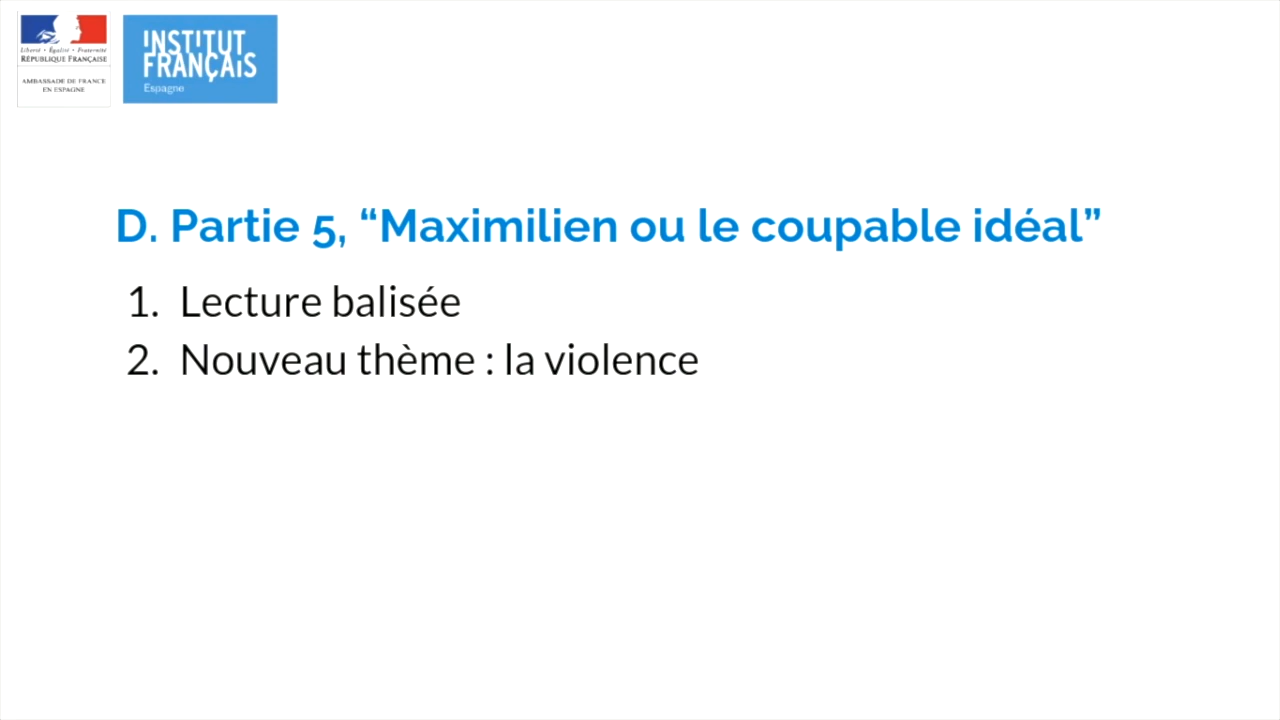 Liberté • Égalité • Fraternité
RÉPUBLIQUE FRANÇAISE
AMBASSADE DE FRANCE
EN ESPAGNE
INSTITUT
FRANÇAIS
Espagne
D. Partie 5, “Maximilien ou le coupable idéal”
1. Lecture balisée
2. Nouveau thème : la violence